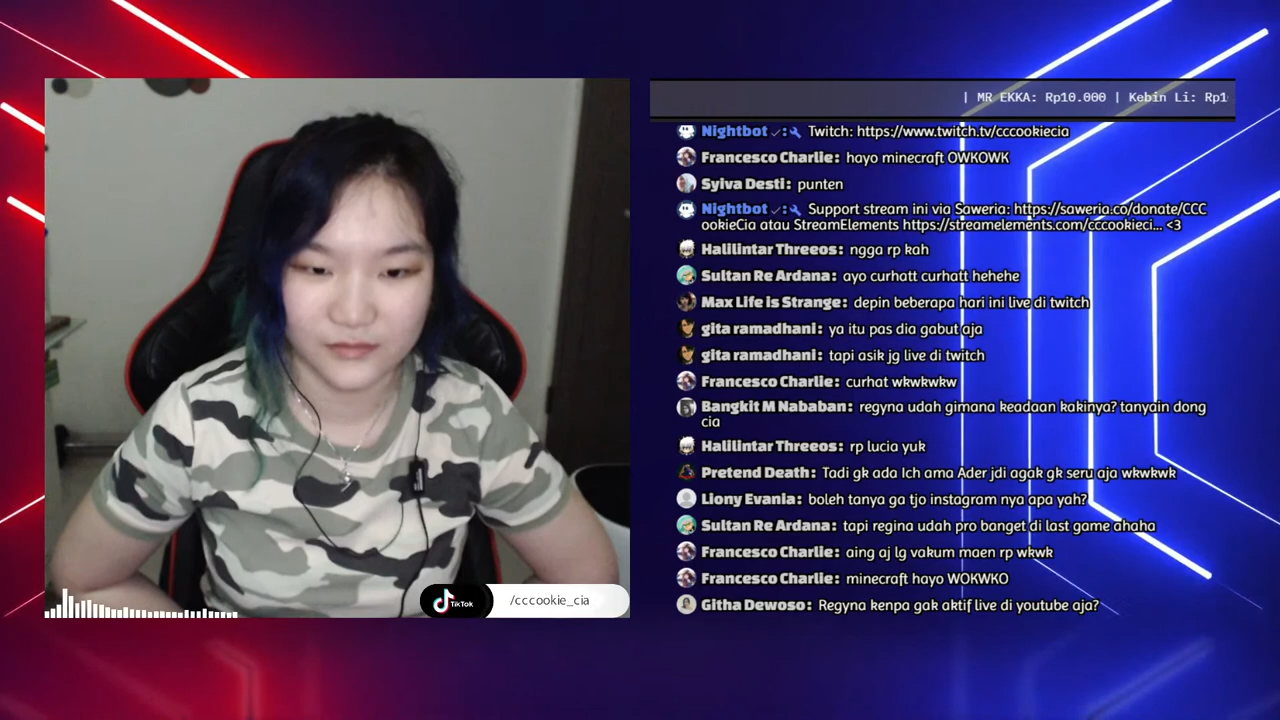 | MR EKKA: Rp10.000 | Kebin Li: Rp1
Nightbot : Twitch: https://www.twitch.tv/cccookiecia
Francesco Charlie: hayo minecraft OWKOWK
Syiva Desti: punten
Nightbot : Support stream ini via Saweria: https://saweria.co/donate/CCC
ookieCia atau StreamElements https://streamelements.com/cccookieci... <3
Halilintar Threeos: ngga rp kah
Sultan Re Ardana: ayo curhatt curhatt hehehe
Max Life is Strange: depin beberapa hari ini live di twitch
gita ramadhani: ya itu pas dia gabut aja
gita ramadhani: tapi asik jg live di twitch
Francesco Charlie: curhat wkwkwkw
Bangkit M Nababan: regyna udah gimana keadaan kakinya? tanyain dong
cia
Halilintar Threeos: rp lucia yuk
Pretend Death: Tadi gk ada Ich ama Ader jdi agak gk seru aja wkwkwk
Liony Evania: boleh tanya ga tjo instagram nya apa yah?
Sultan Re Ardana: tapi regina udah pro banget di last game ahaha
Francesco Charlie: aing aj lg vakum maen rp wkwk
Francesco Charlie: minecraft hayo WOKWKO
Githa Dewoso: Regyna kenpa gak aktif live di youtube aja?
TikTok /cccookie_cia